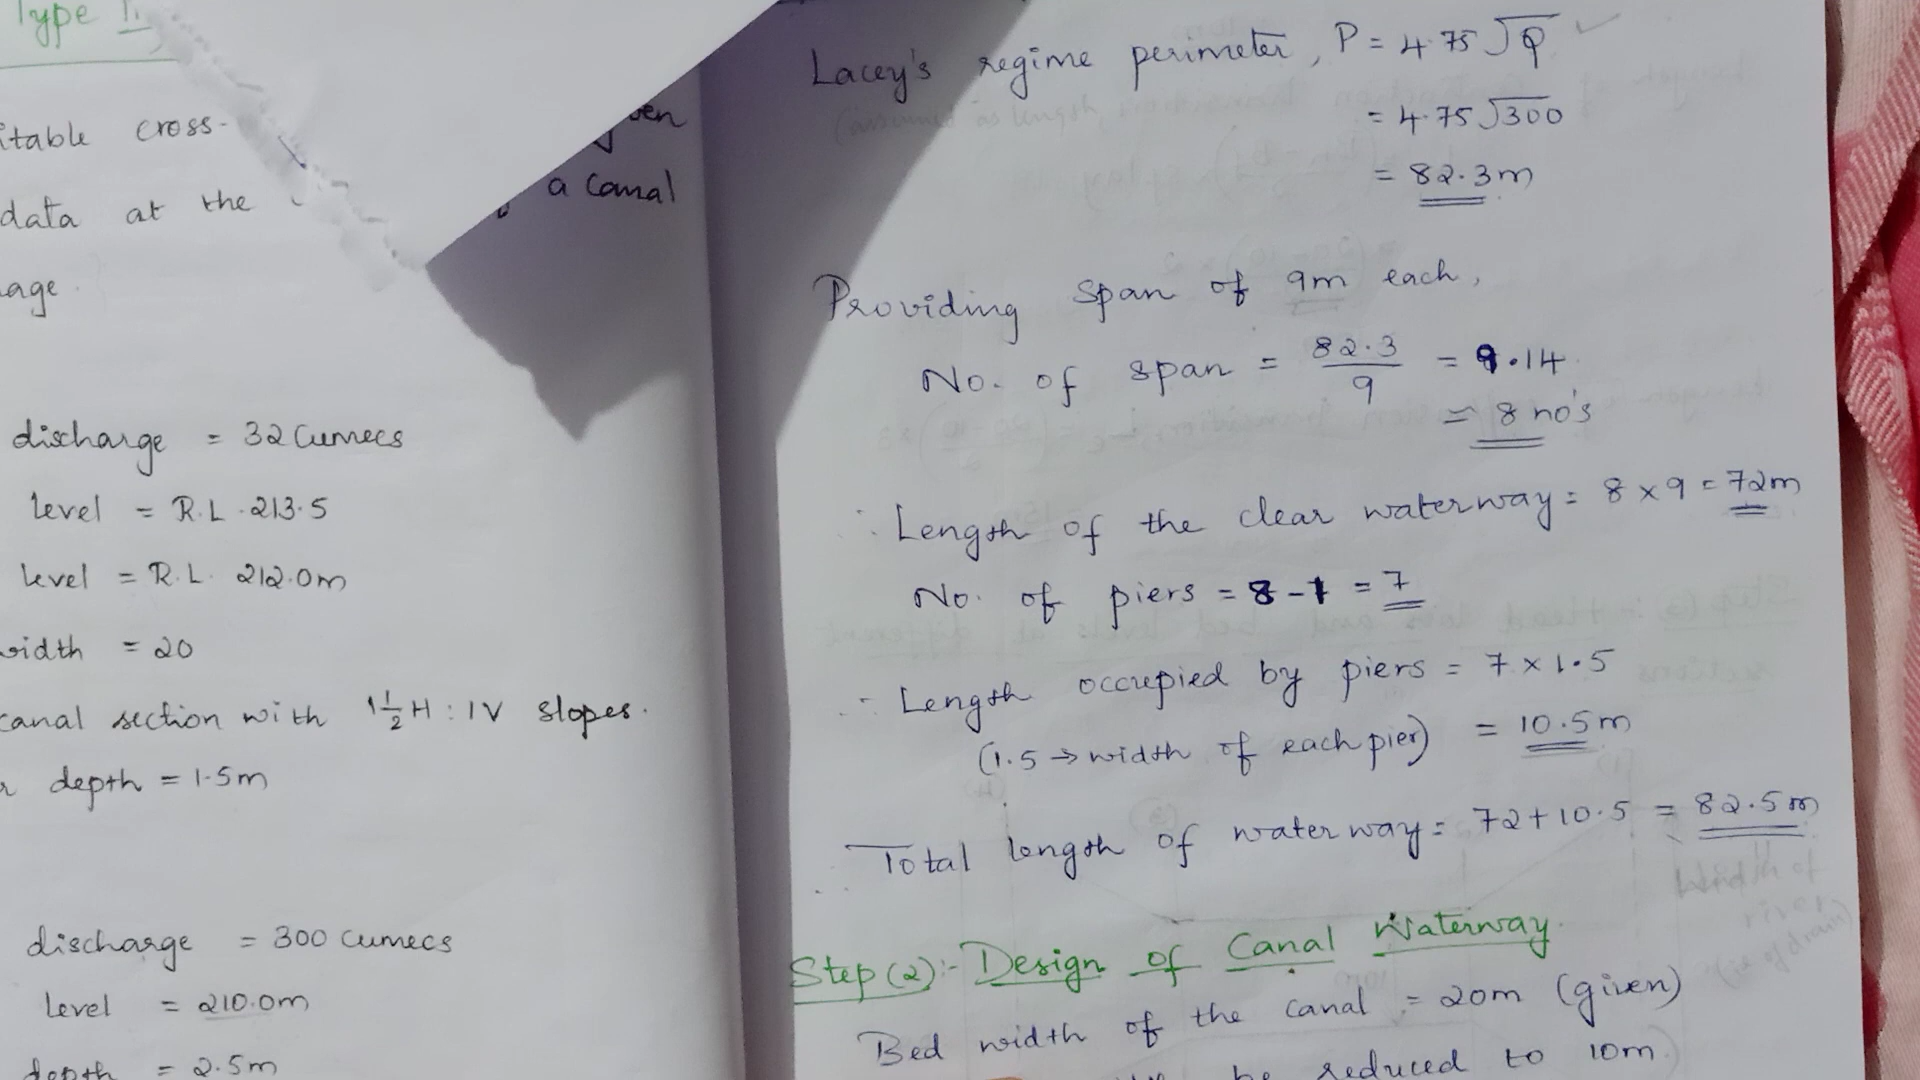 Type 1:
cross-
data at the
a canal
discharge = 32 Cumecs
level = R.L. 213.5
level = R.L. 212.0m
= 20
canal section with 1½H : 1V slopes.
depth = 1.5m
discharge = 300 cumecs
level = 210.0m
depth = 2.5m
Lacey's regime perimeter, P = 4.75 √Q
= 4.75 √300
= 82.3m
Providing span of 9m each,
No. of span = 82.3/9 = 9.14
≈ 8 no's
∴ Length of the clear waterway = 8 × 9 = 72m
No. of piers = 8 - 1 = 7
∴ Length occupied by piers = 7 × 1.5
(1.5 → width of each pier) = 10.5m
∴ Total length of waterway = 72 + 10.5 = 82.5m
Step (2):- Design of Canal Waterway.
Bed width of the canal = 20m (given)
be reduced to 10m